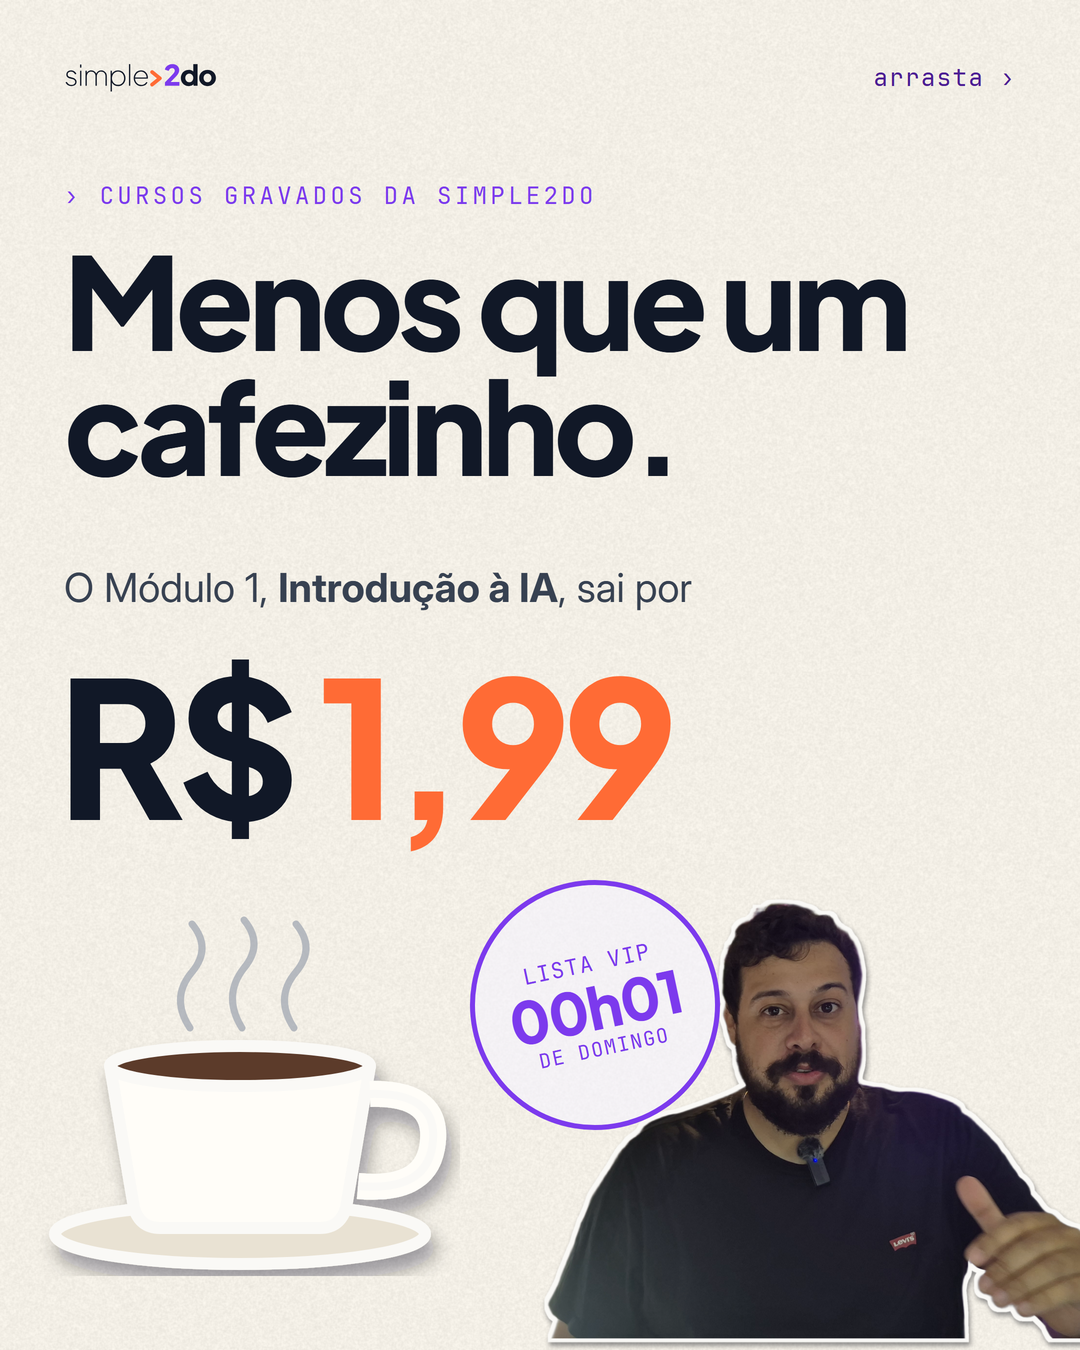 simple›2do
arrasta ›
› CURSOS GRAVADOS DA SIMPLE2DO
Menos que um
cafezinho.
O Módulo 1, Introdução à IA, sai por
R$ 1,99
LISTA VIP
00h01
DE DOMINGO
Levi's